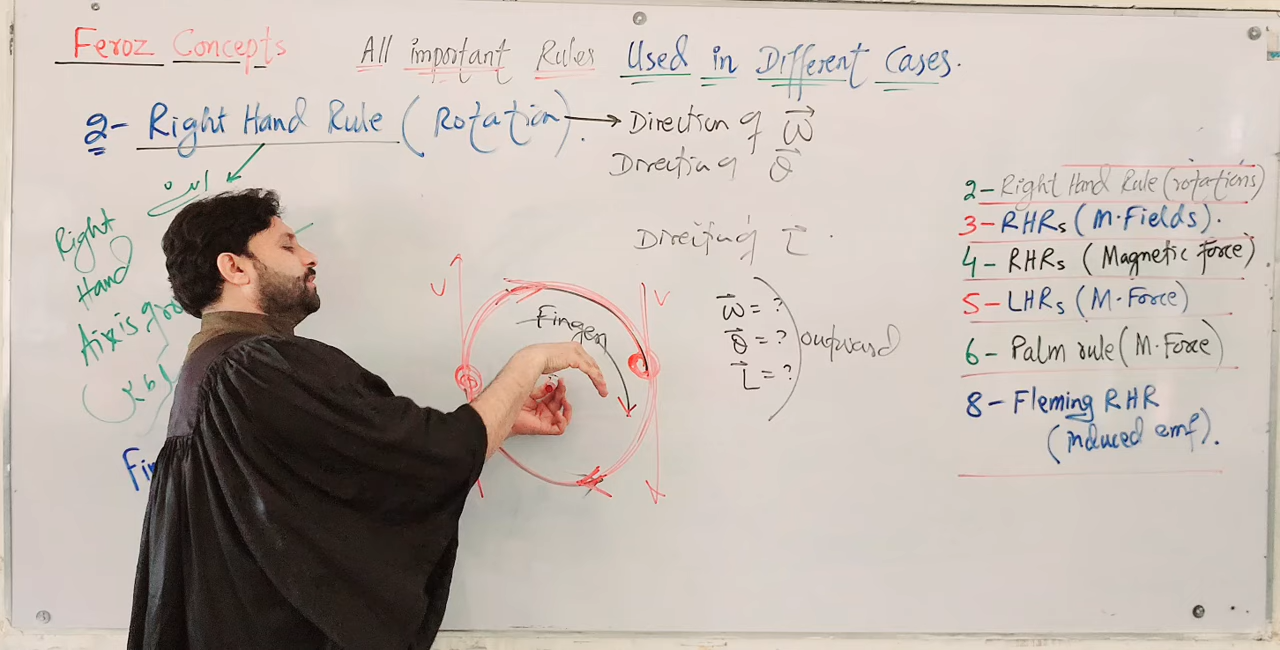 Feroz Concepts
All important Rules Used in Different Cases.
2- Right Hand Rule (Rotation).
→ Direction of ω⃗
Direction of θ⃗
Direction of L⃗.
Right
Hand
Aixis
V
V
Finger
ω⃗ = ?
θ⃗ = ?
L⃗ = ?
outward
2- Right Hand Rule (rotations)
3- RHRs (M.Fields).
4- RHRs (Magnetic force)
5- LHRs (M.Force)
6- Palm rule (M.Force)
8- Fleming RHR
(induced emf).